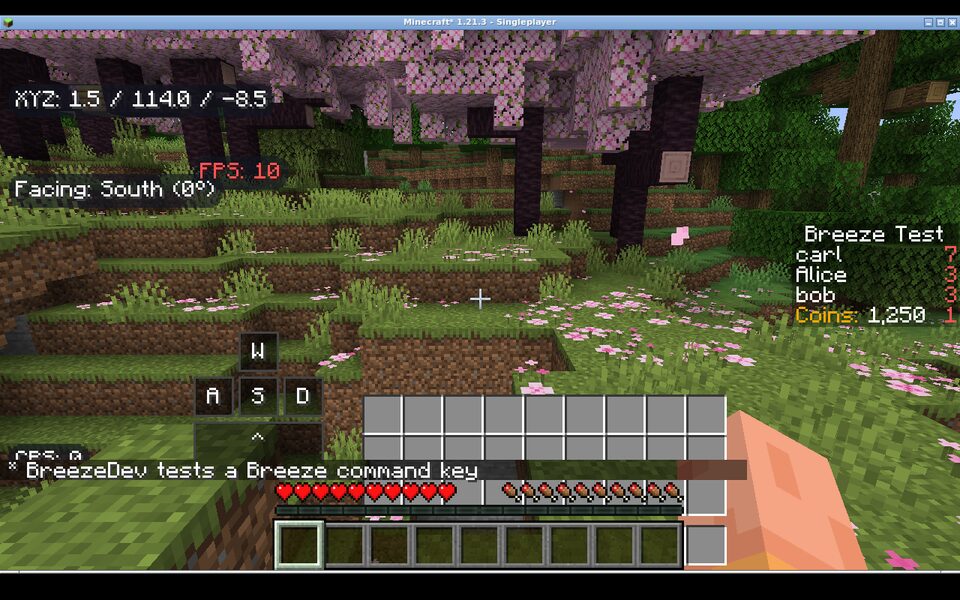 Minecraft* 1.21.3 - Singleplayer
XYZ: 1.5 / 114.0 / -8.5
FPS: 10
Facing: South (0°)
Breeze Test
carl 7
Alice 3
bob 3
Coins: 1,250 1
W
A S D
^
CPS: 0
* BreezeDev tests a Breeze command key